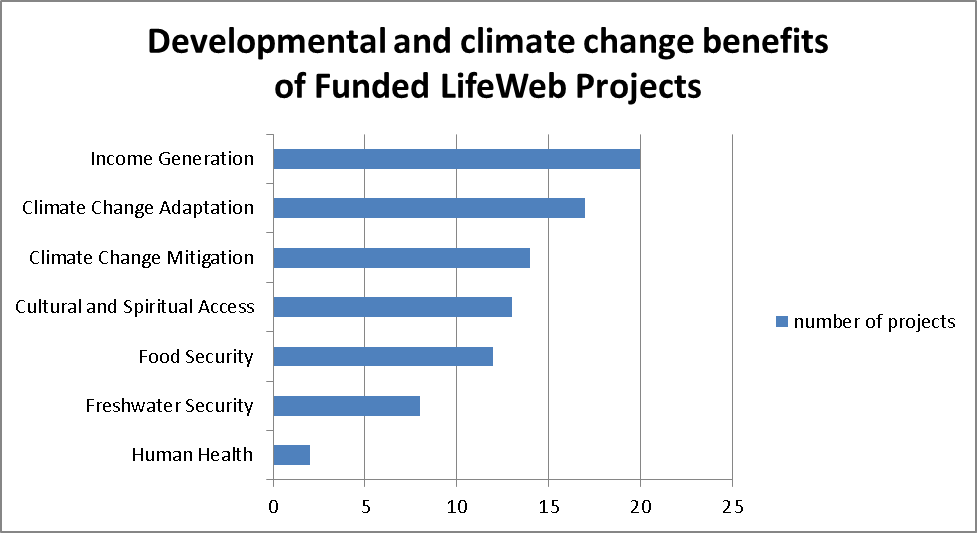 Developmental and climate change benefits
of Funded LifeWeb Projects
Income Generation
Climate Change Adaptation
Climate Change Mitigation
Cultural and Spiritual Access
Food Security
Freshwater Security
Human Health
0 5 10 15 20 25
number of projects